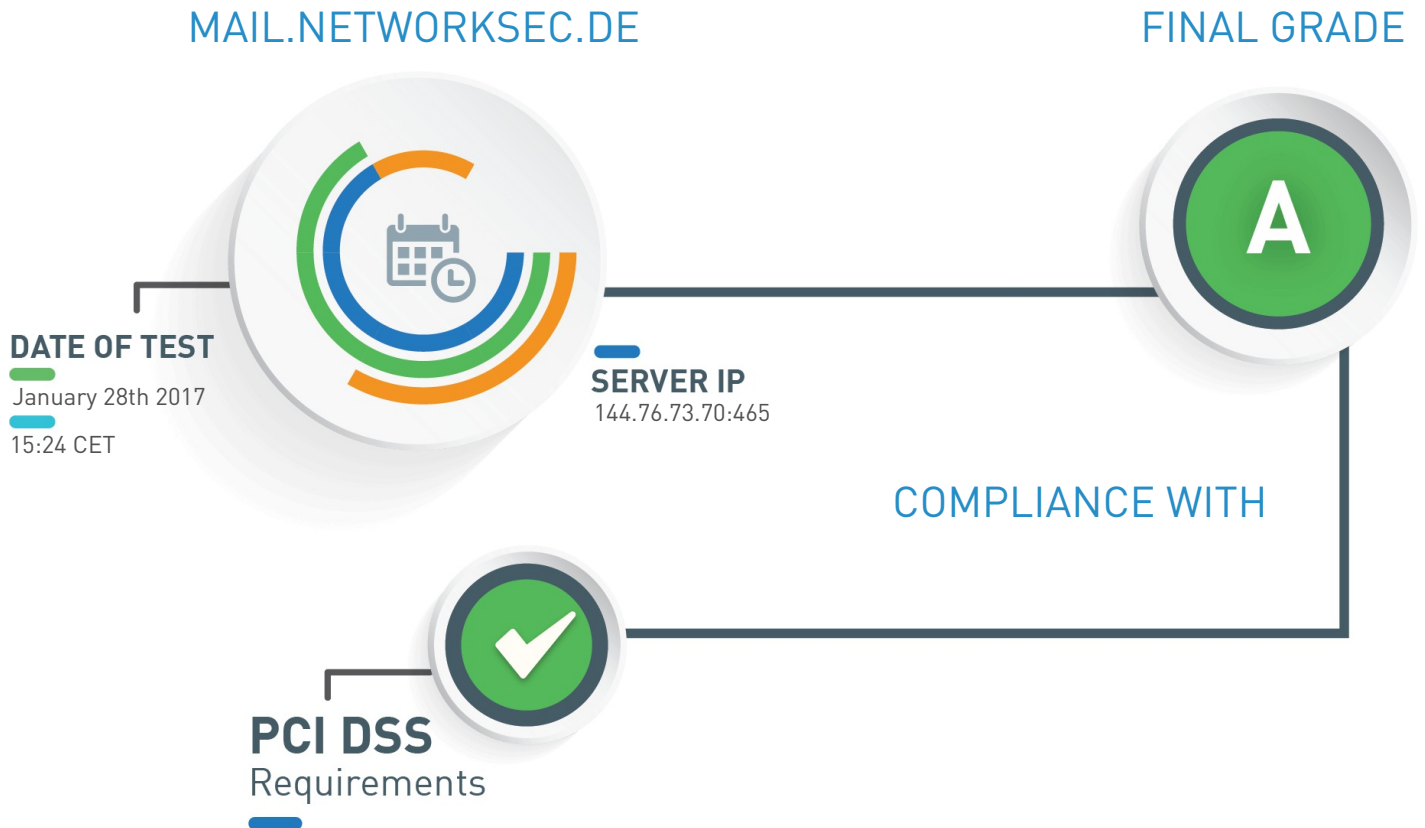 MAIL.NETWORKSEC.DE
FINAL GRADE
A
DATE OF TEST
January 28th 2017
15:24 CET
SERVER IP
144.76.73.70:465
COMPLIANCE WITH
PCI DSS
Requirements